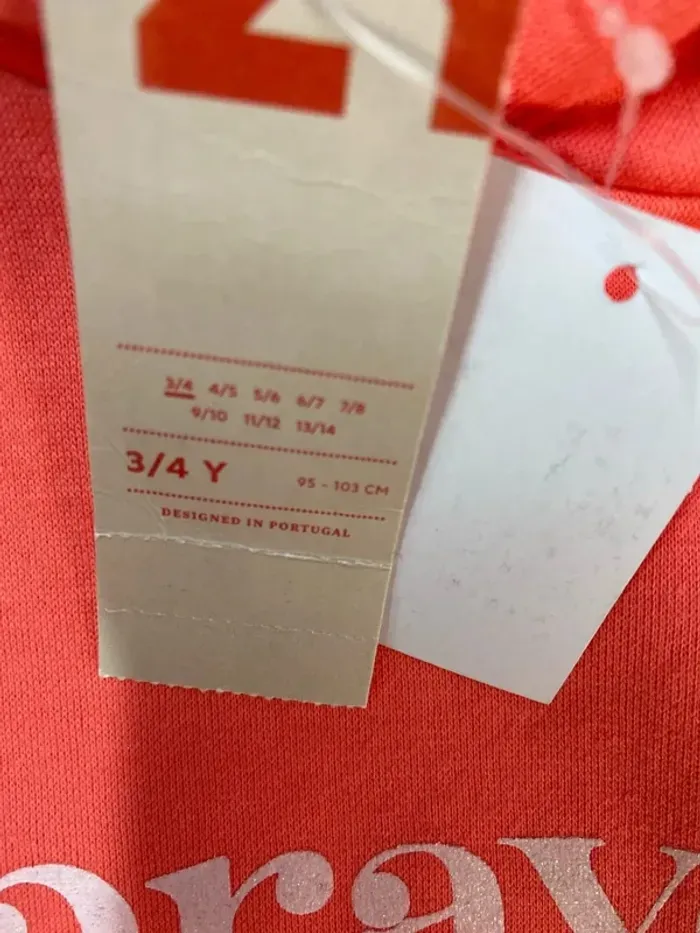 3/4 4/5 5/6 6/7 7/8
9/10 11/12 13/14
3/4 Y 95 - 103 CM
DESIGNED IN PORTUGAL